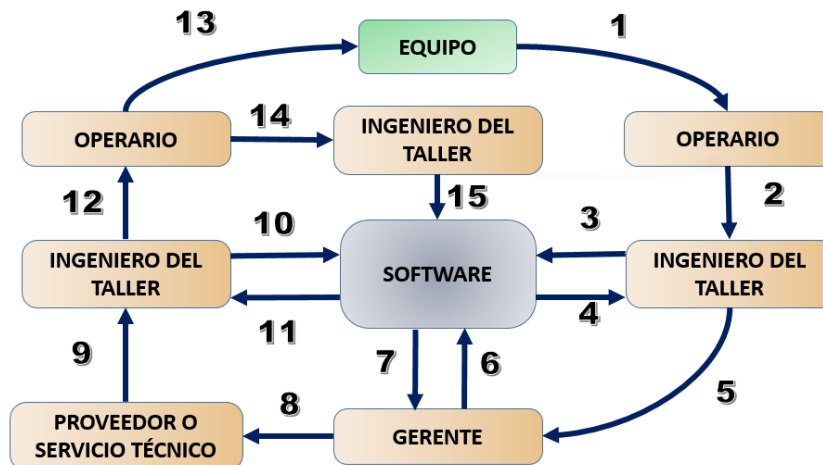 13
EQUIPO
1
OPERARIO
14
INGENIERO DEL
TALLER
OPERARIO
12
10
15
3
2
INGENIERO DEL
TALLER
SOFTWARE
INGENIERO DEL
TALLER
9
11
7
6
4
5
8
PROVEEDOR O
SERVICIO TÉCNICO
GERENTE